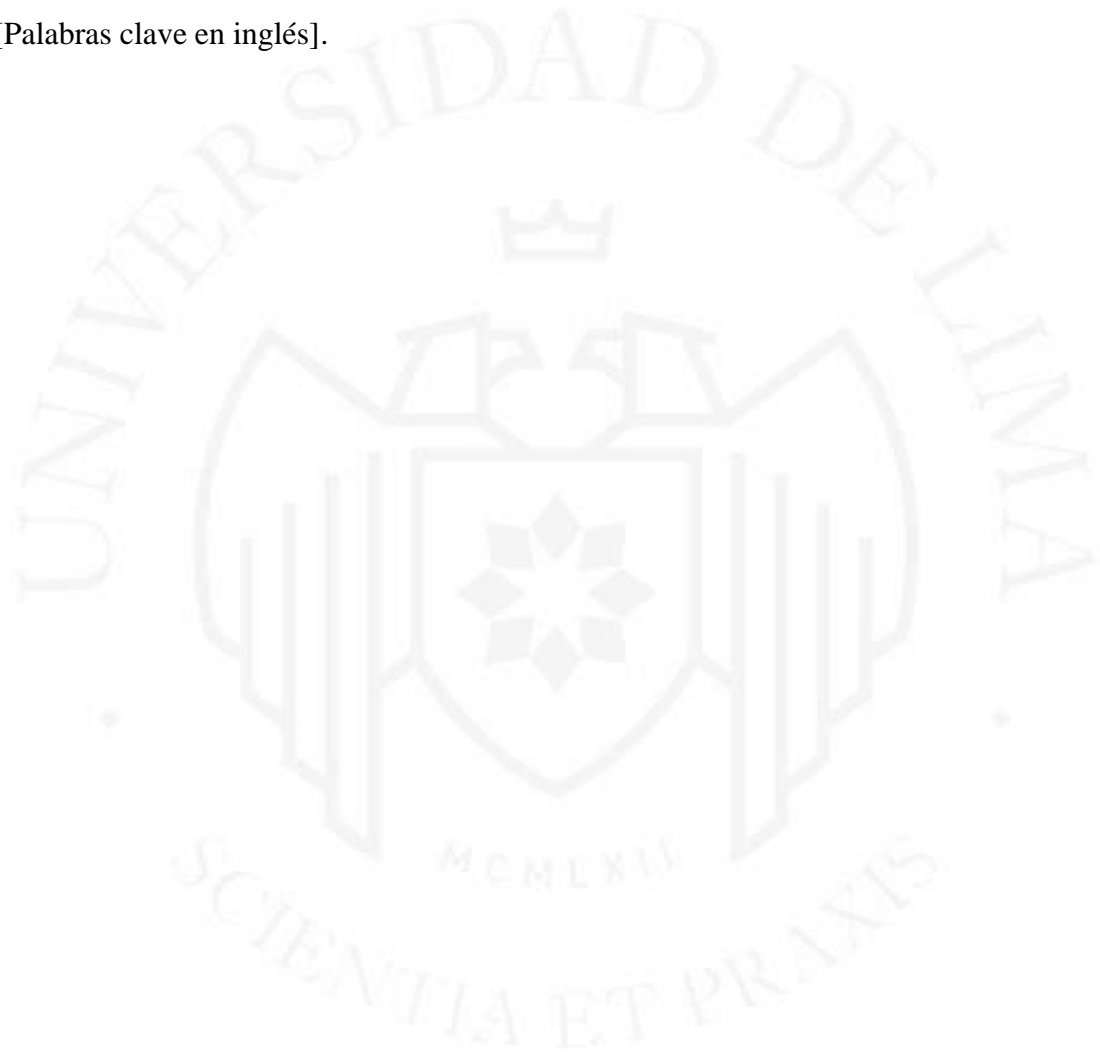 [Palabras clave en inglés].
UNIVERSIDAD DE LIMA
MCMLXII
SCIENTIA ET PRAXIS